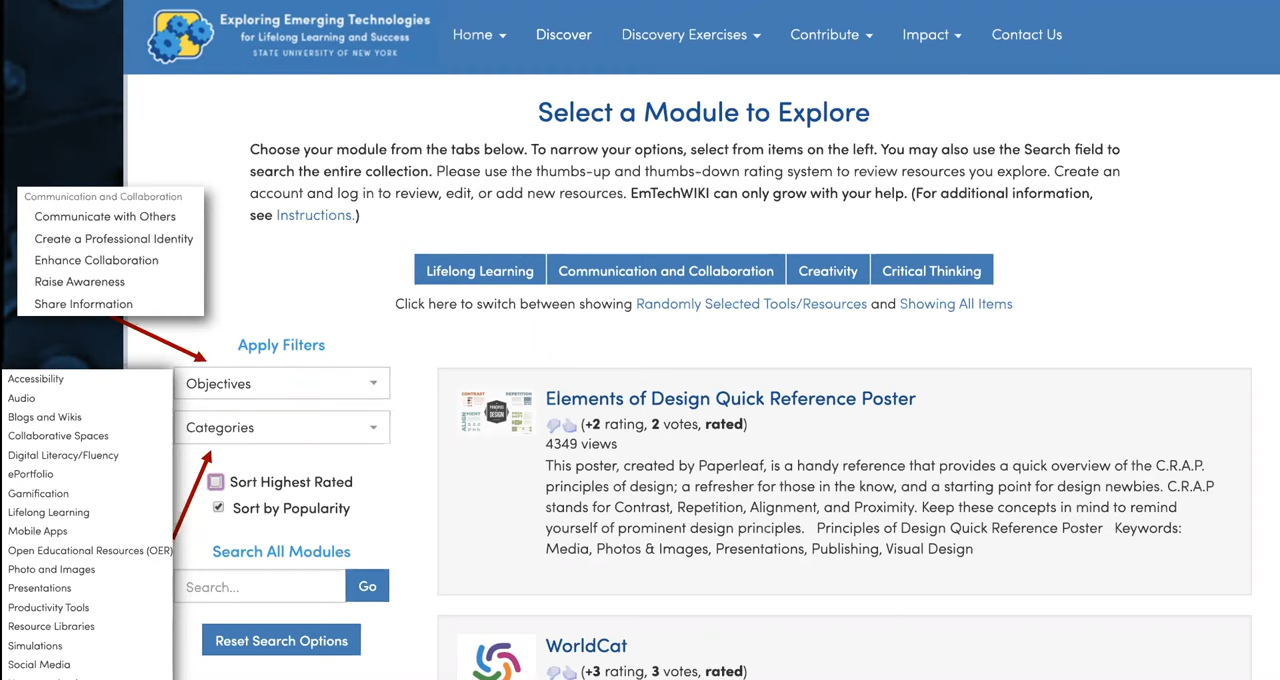 Exploring Emerging Technologies
for Lifelong Learning and Success
STATE UNIVERSITY OF NEW YORK
Home Discover Discovery Exercises Contribute Impact Contact Us
Select a Module to Explore
Choose your module from the tabs below. To narrow your options, select from items on the left. You may also use the Search field to
search the entire collection. Please use the thumbs-up and thumbs-down rating system to review resources you explore. Create an
account and log in to review, edit, or add new resources. EmTechWIKI can only grow with your help. (For additional information,
see Instructions.)
Communication and Collaboration
Communicate with Others
Create a Professional Identity
Enhance Collaboration
Raise Awareness
Share Information
Lifelong Learning Communication and Collaboration Creativity Critical Thinking
Click here to switch between showing Randomly Selected Tools/Resources and Showing All Items
Apply Filters
Objectives
Categories
Sort Highest Rated
Sort by Popularity
Search All Modules
Search... Go
Reset Search Options
Accessibility
Audio
Blogs and Wikis
Collaborative Spaces
Digital Literacy/Fluency
ePortfolio
Gamification
Lifelong Learning
Mobile Apps
Open Educational Resources (OER)
Photo and Images
Presentations
Productivity Tools
Resource Libraries
Simulations
Social Media
CONTRAST REPETITION
DESIGN
Elements of Design Quick Reference Poster
(+2 rating, 2 votes, rated)
4349 views
This poster, created by Paperleaf, is a handy reference that provides a quick overview of the C.R.A.P.
principles of design; a refresher for those in the know, and a starting point for design newbies. C.R.A.P
stands for Contrast, Repetition, Alignment, and Proximity. Keep these concepts in mind to remind
yourself of prominent design principles. Principles of Design Quick Reference Poster Keywords:
Media, Photos & Images, Presentations, Publishing, Visual Design
WorldCat
(+3 rating, 3 votes, rated)